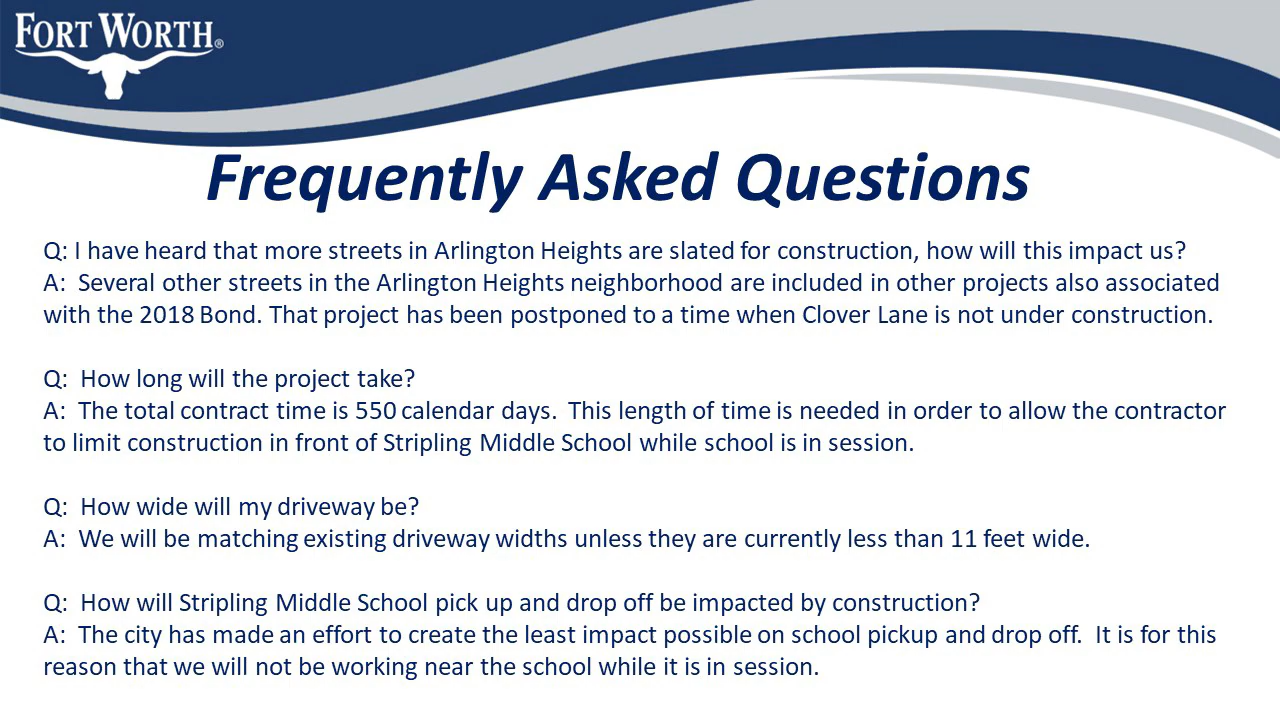 FORT WORTH®
Frequently Asked Questions
Q: I have heard that more streets in Arlington Heights are slated for construction, how will this impact us?
A:  Several other streets in the Arlington Heights neighborhood are included in other projects also associated
with the 2018 Bond. That project has been postponed to a time when Clover Lane is not under construction.
Q:  How long will the project take?
A:  The total contract time is 550 calendar days.  This length of time is needed in order to allow the contractor
to limit construction in front of Stripling Middle School while school is in session.
Q:  How wide will my driveway be?
A:  We will be matching existing driveway widths unless they are currently less than 11 feet wide.
Q:  How will Stripling Middle School pick up and drop off be impacted by construction?
A:  The city has made an effort to create the least impact possible on school pickup and drop off.  It is for this
reason that we will not be working near the school while it is in session.